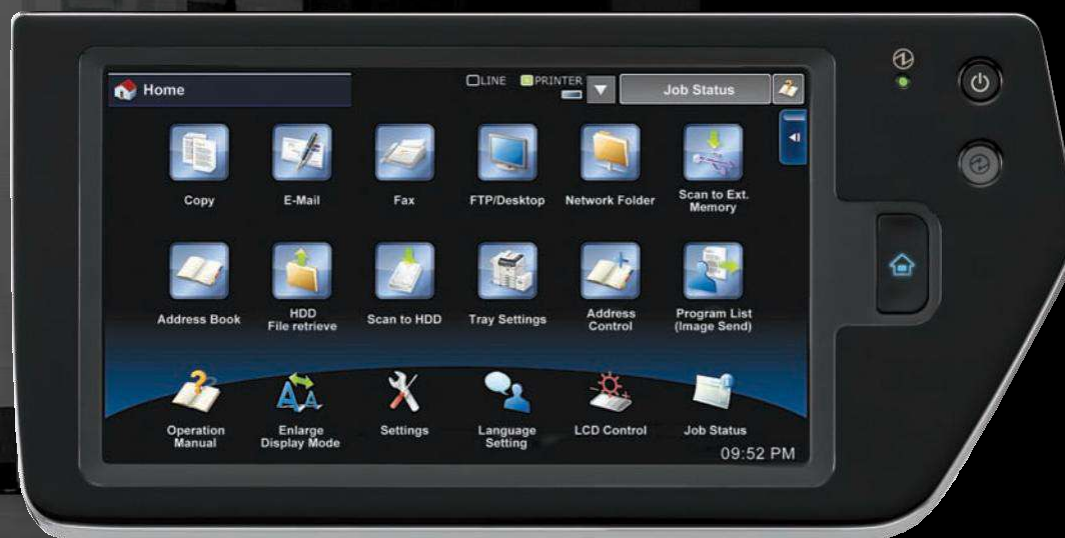 Home
LINE PRINTER
Job Status
Copy
E-Mail
Fax
FTP/Desktop
Network Folder
Scan to Ext.
Memory
Address Book
HDD
File retrieve
Scan to HDD
Tray Settings
Address
Control
Program List
(Image Send)
Operation
Manual
Enlarge
Display Mode
Settings
Language
Setting
LCD Control
Job Status
09:52 PM